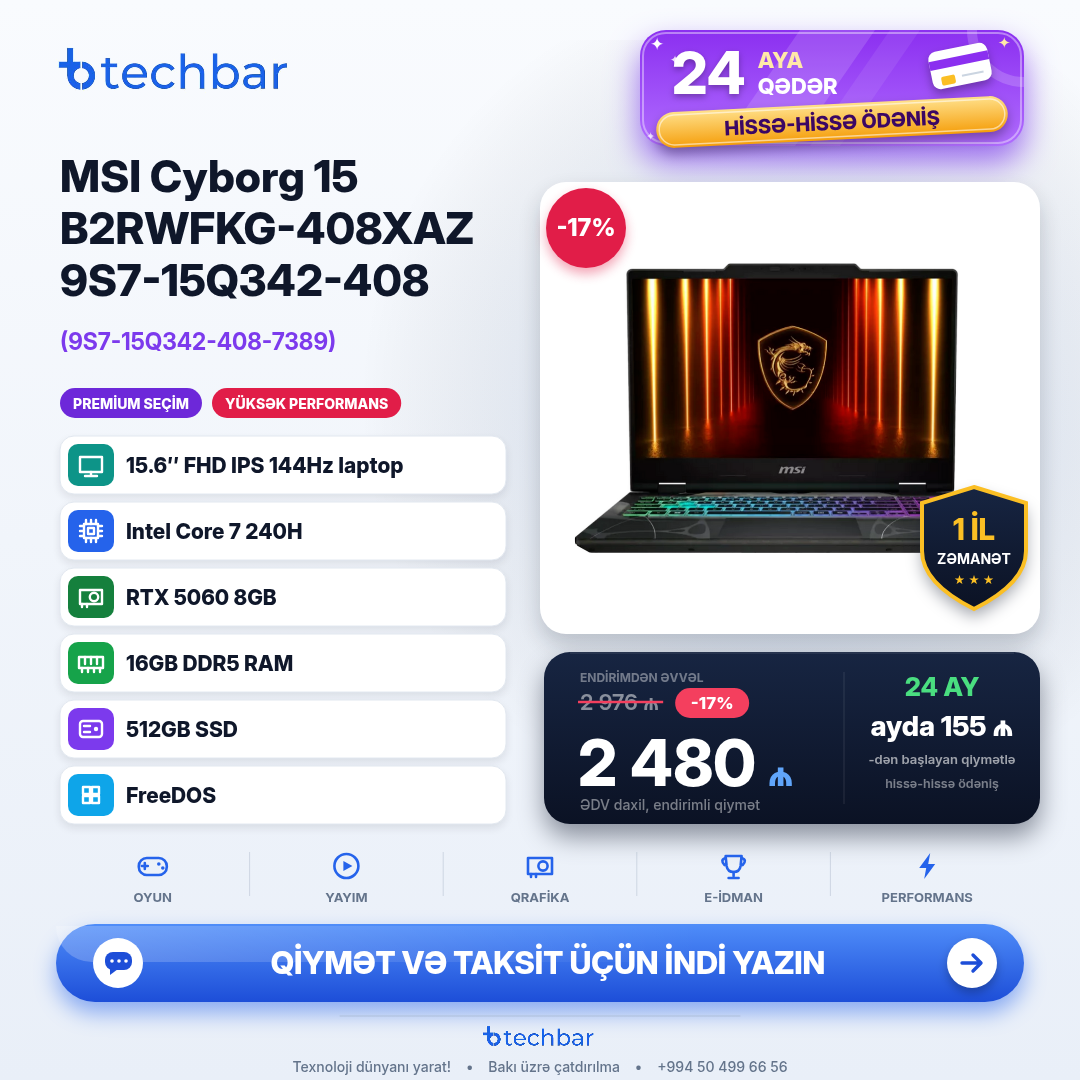 techbar
24 AYA
QƏDƏR
HİSSƏ-HİSSƏ ÖDƏNİŞ
MSI Cyborg 15
B2RWFKG-408XAZ
9S7-15Q342-408
(9S7-15Q342-408-7389)
PREMİUM SEÇİM
YÜKSƏK PERFORMANS
15.6′′ FHD IPS 144Hz laptop
Intel Core 7 240H
RTX 5060 8GB
16GB DDR5 RAM
512GB SSD
FreeDOS
-17%
msi
1 İL
ZƏMANƏT
ENDİRİMDƏN ƏVVƏL
2 976 ₼
-17%
2 480 ₼
ƏDV daxil, endirimli qiymət
24 AY
ayda 155 ₼
-dən başlayan qiymətlə
hissə-hissə ödəniş
OYUN
YAYIM
QRAFİKA
E-İDMAN
PERFORMANS
QİYMƏT VƏ TAKSİT ÜÇÜN İNDİ YAZIN
techbar
Texnoloji dünyanı yarat! • Bakı üzrə çatdırılma • +994 50 499 66 56